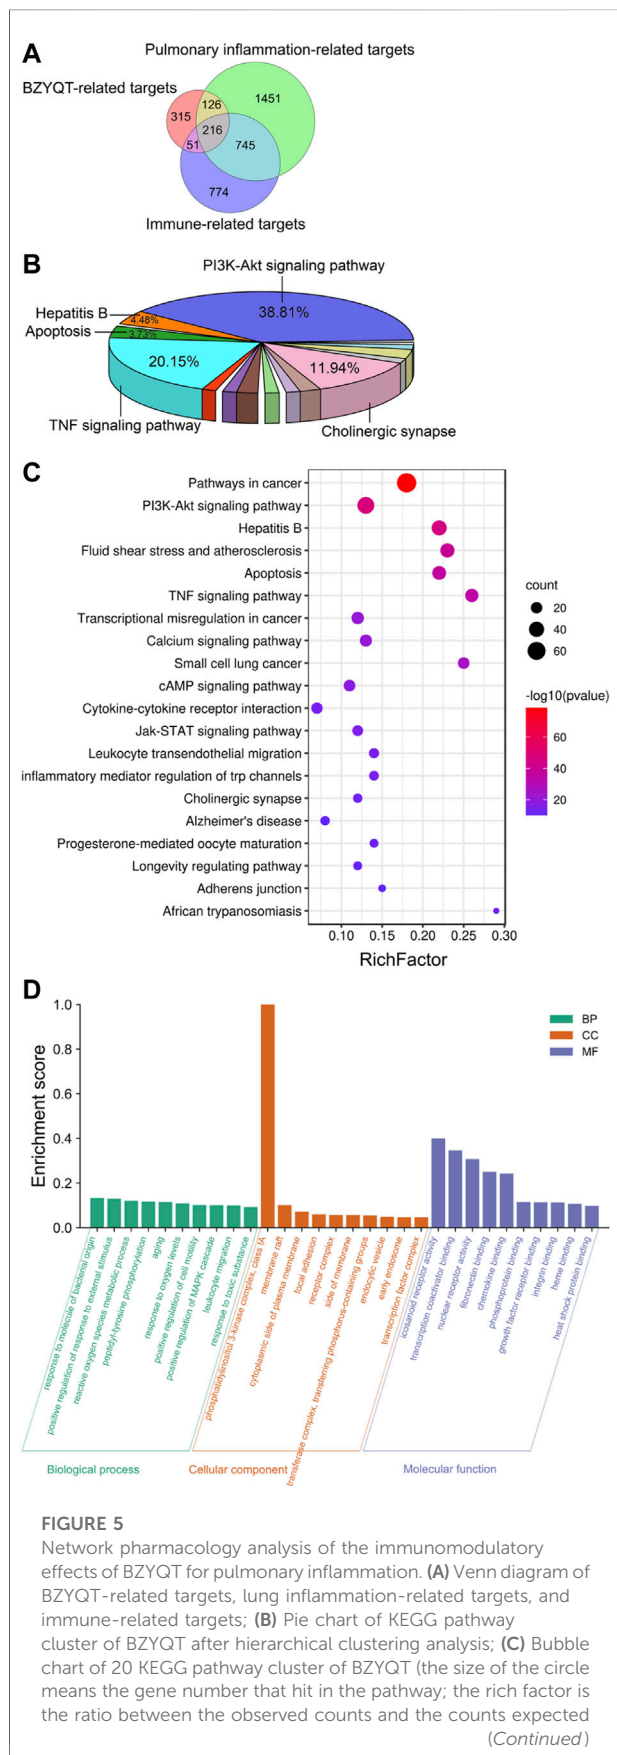 A
Pulmonary inflammation-related targets
BZYQT-related targets
315
126
1451
216
51
745
774
Immune-related targets
B
PI3K-Akt signaling pathway
38.81%
Hepatitis B
4.48%
Apoptosis
3.73%
20.15%
11.94%
TNF signaling pathway
Cholinergic synapse
C
Pathways in cancer
PI3K-Akt signaling pathway
Hepatitis B
Fluid shear stress and atherosclerosis
Apoptosis
TNF signaling pathway
Transcriptional misregulation in cancer
Calcium signaling pathway
Small cell lung cancer
cAMP signaling pathway
Cytokine-cytokine receptor interaction
Jak-STAT signaling pathway
Leukocyte transendothelial migration
inflammatory mediator regulation of trp channels
Cholinergic synapse
Alzheimer's disease
Progesterone-mediated oocyte maturation
Longevity regulating pathway
Adherens junction
African trypanosomiasis
0.10 0.15 0.20 0.25 0.30
RichFactor
count
20
40
60
-log10(pvalue)
60
40
20
D
Enrichment score
1.0
0.8
0.6
0.4
0.2
0.0
BP
CC
MF
response to molecule of bacterial origin
positive regulation of response to external stimulus
reactive oxygen species metabolic process
peptidyl-tyrosine phosphorylation
aging
response to oxygen levels
positive regulation of cell motility
positive regulation of MAPK cascade
leukocyte migration
response to toxic substance
phosphatidylinositol 3-kinase complex, class IA
membrane raft
cytoplasmic side of plasma membrane
focal adhesion
receptor complex
side of membrane
transferase complex, transferring phosphorus-containing groups
endocytic vesicle
early endosome
transcription factor complex
icosanoid receptor activity
transcription coactivator binding
nuclear receptor activity
fibronectin binding
chemokine binding
phosphoprotein binding
growth factor receptor binding
integrin binding
heme binding
heat shock protein binding
Biological process
Cellular component
Molecular function
FIGURE 5
Network pharmacology analysis of the immunomodulatory
effects of BZYQT for pulmonary inflammation. (A) Venn diagram of
BZYQT-related targets, lung inflammation-related targets, and
immune-related targets; (B) Pie chart of KEGG pathway
cluster of BZYQT after hierarchical clustering analysis; (C) Bubble
chart of 20 KEGG pathway cluster of BZYQT (the size of the circle
means the gene number that hit in the pathway; the rich factor is
the ratio between the observed counts and the counts expected
(Continued)